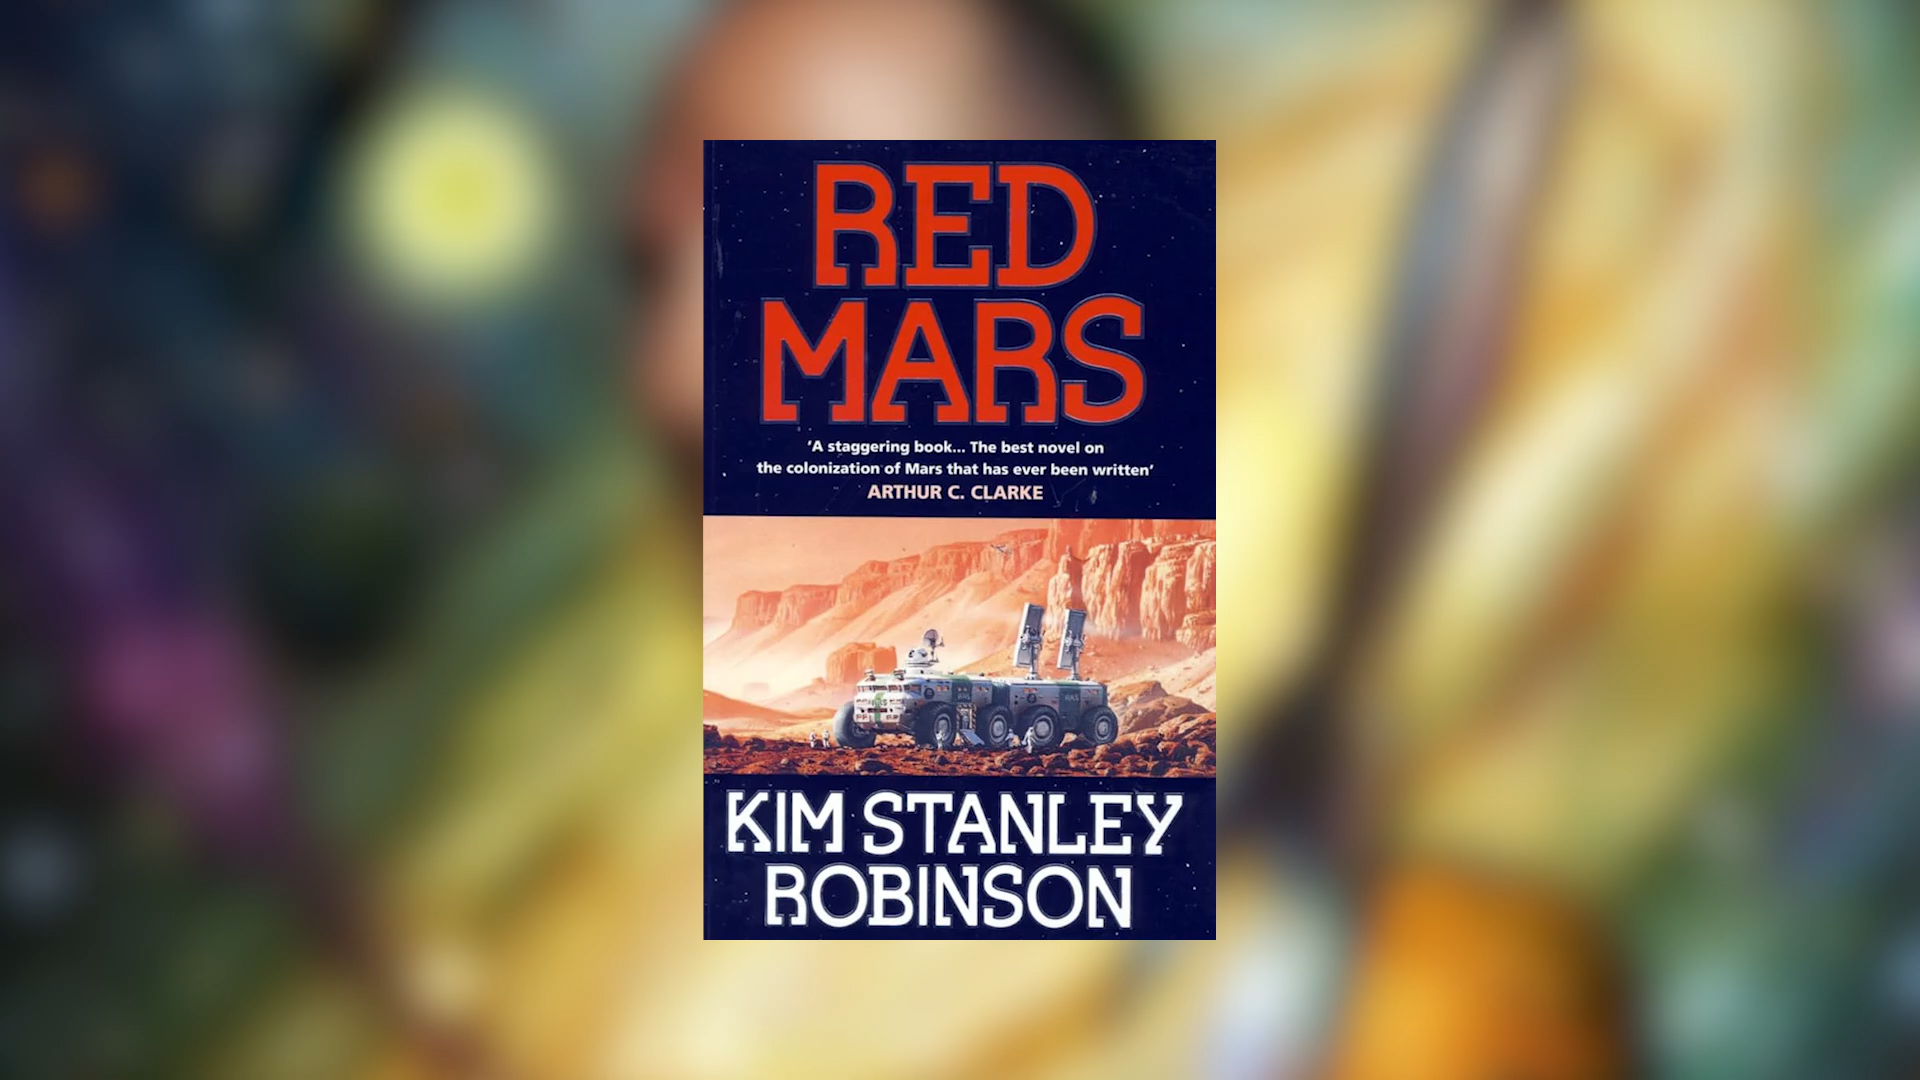 RED
MARS
‘A staggering book... The best novel on
the colonization of Mars that has ever been written’
ARTHUR C. CLARKE
KIM STANLEY
ROBINSON